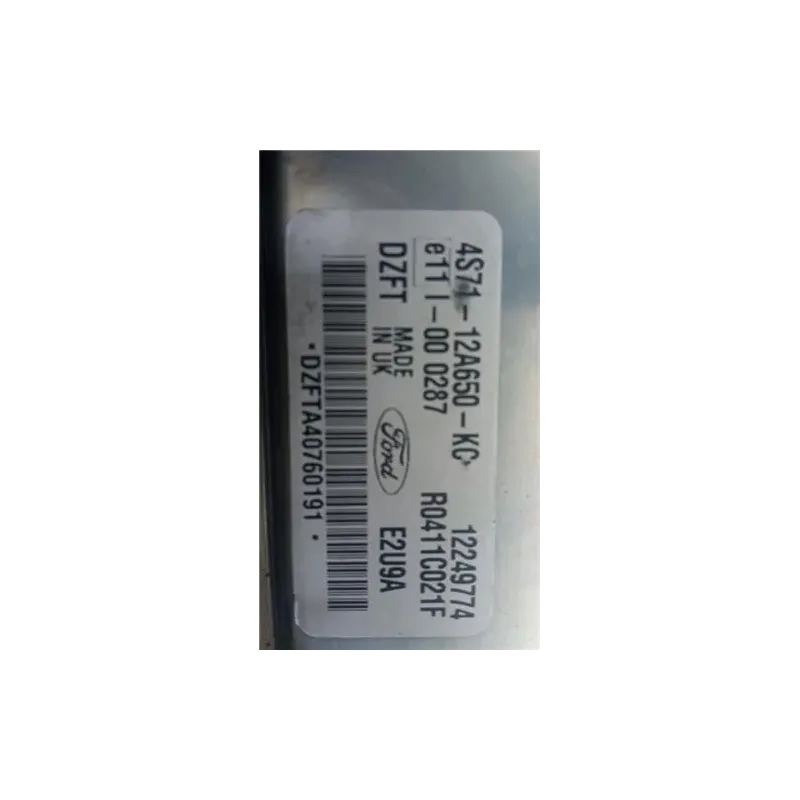 4S71-12A650-KC 12249774
e11 I-00 0287 R0411C021F
DZFT MADE IN UK Ford E2U9A
*DZFTA40760191*